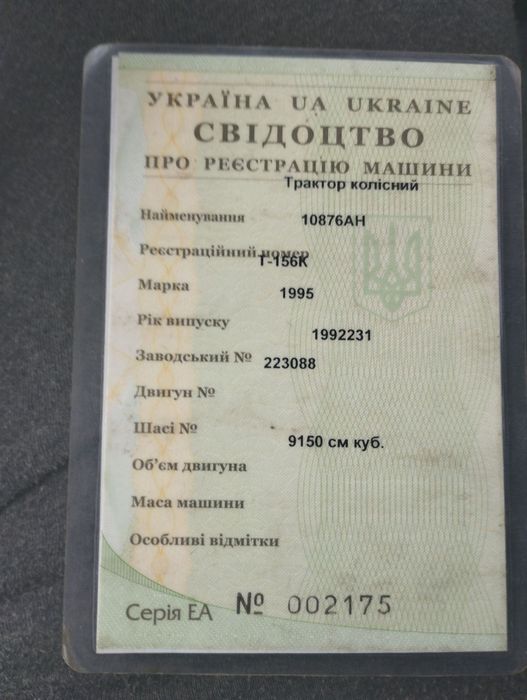 УКРАЇНА UA UKRAINE
СВІДОЦТВО
ПРО РЕЄСТРАЦІЮ МАШИНИ
Трактор колісний
Найменування 10876АН
Реєстраційний номер
Т-156К
Марка 1995
Рік випуску 1992231
Заводський № 223088
Двигун №
Шасі № 9150 см куб.
Об'єм двигуна
Маса машини
Особливі відмітки
Серія ЕА № 002175